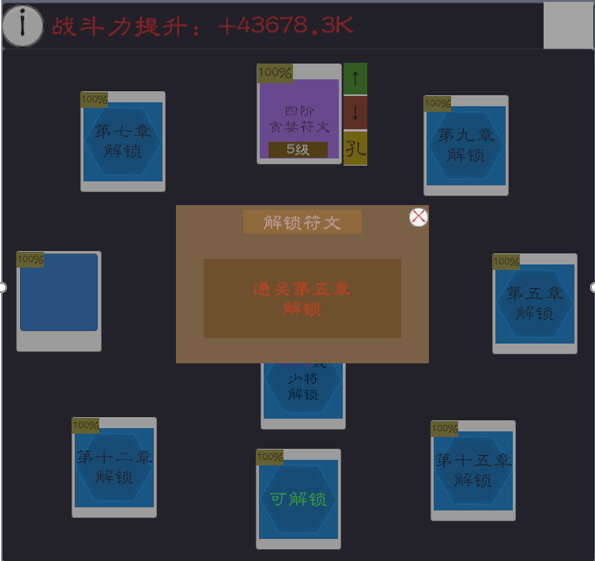 i
战斗力提升：+43678.3K
100%
四阶
贪婪符文
5级
↑
↓
孔
100%
第七章
解锁
100%
第九章
解锁
解锁符文
通关第五章
解锁
100%
100%
第五章
解锁
少将
解锁
100%
第十二章
解锁
100%
可解锁
100%
第十五章
解锁